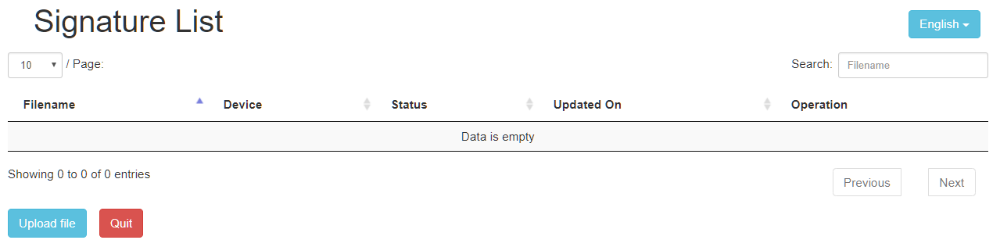 Signature List
English
10 / Page:
Search: Filename
Filename Device Status Updated On Operation
Data is empty
Showing 0 to 0 of 0 entries
Previous Next
Upload file Quit